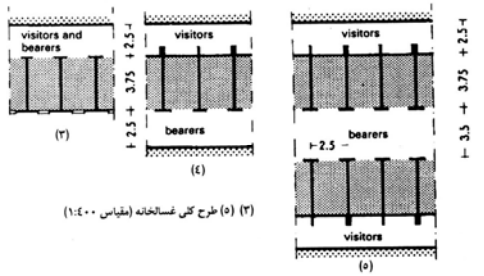 visitors and
bearers
(۳)
2.5
3.75
2.5
visitors
bearers
(٤)
2.5
3.75
3.5
visitors
bearers
2.5
visitors
(۵)
(۳) (۵) طرح کلی غسالخانه (مقیاس ۱:٤۰۰)